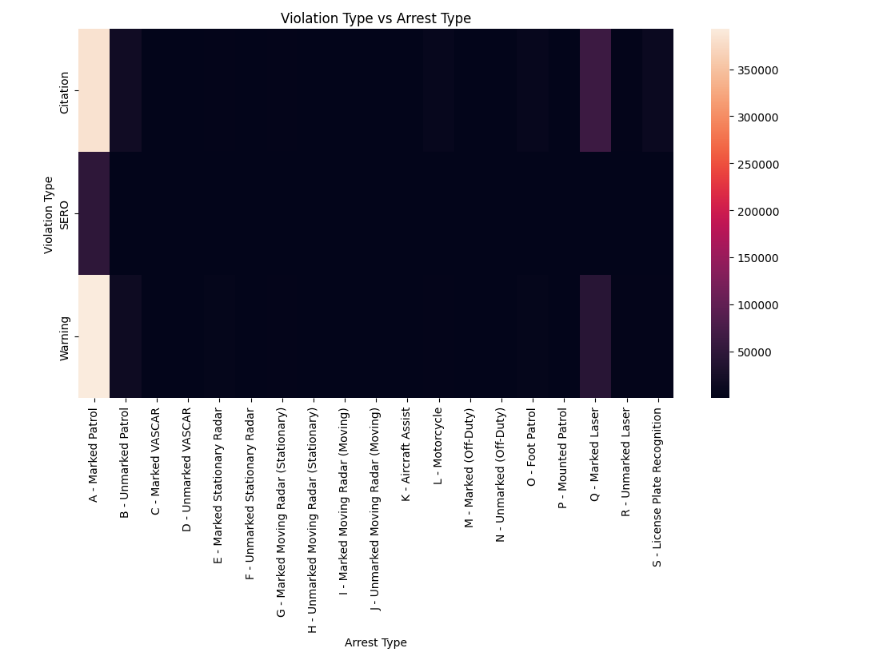 Violation Type vs Arrest Type
Violation Type
Citation
SERO
Warning
A - Marked Patrol
B - Unmarked Patrol
C - Marked VASCAR
D - Unmarked VASCAR
E - Marked Stationary Radar
F - Unmarked Stationary Radar
G - Marked Moving Radar (Stationary)
H - Unmarked Moving Radar (Stationary)
I - Marked Moving Radar (Moving)
J - Unmarked Moving Radar (Moving)
K - Aircraft Assist
L - Motorcycle
M - Marked (Off-Duty)
N - Unmarked (Off-Duty)
O - Foot Patrol
P - Mounted Patrol
Q - Marked Laser
R - Unmarked Laser
S - License Plate Recognition
Arrest Type
350000
300000
250000
200000
150000
100000
50000